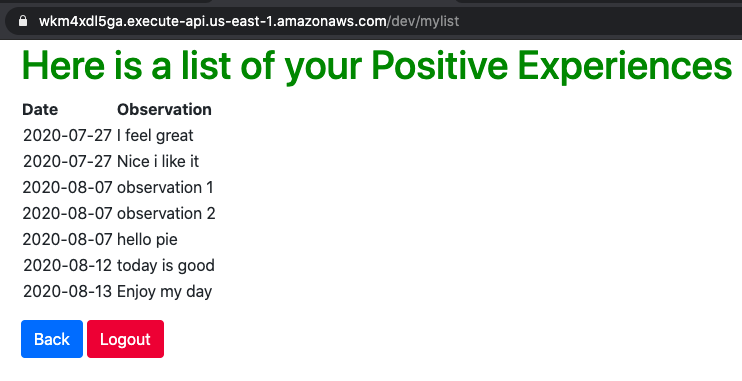 wkm4xdl5ga.execute-api.us-east-1.amazonaws.com/dev/mylist
Here is a list of your Positive Experiences
Date Observation
2020-07-27 I feel great
2020-07-27 Nice i like it
2020-08-07 observation 1
2020-08-07 observation 2
2020-08-07 hello pie
2020-08-12 today is good
2020-08-13 Enjoy my day
Back Logout